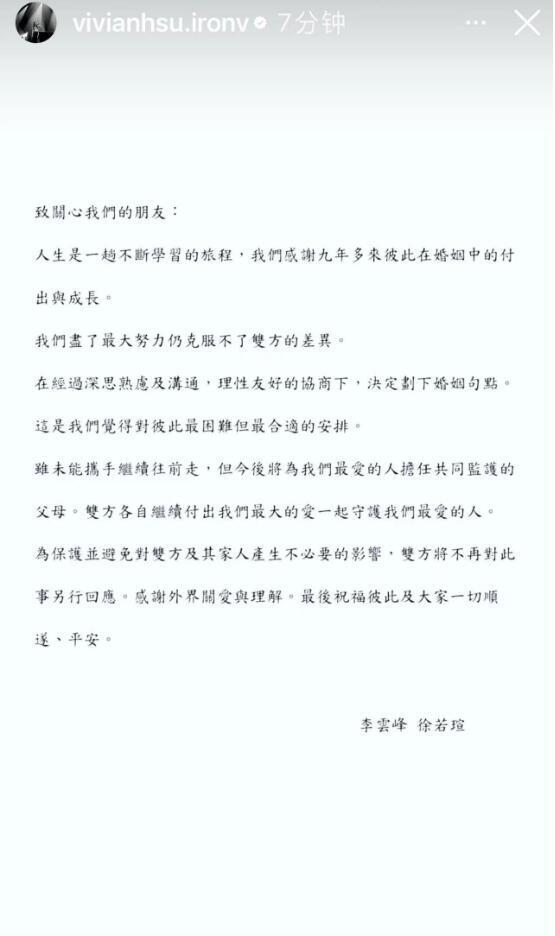 vivianhsu.ironv 7分钟
致關心我們的朋友：
人生是一趟不斷學習的旅程，我們感謝九年多來彼此在婚姻中的付
出與成長。
我們盡了最大努力仍克服不了雙方的差異。
在經過深思熟慮及溝通，理性友好的協商下，決定劃下婚姻句點。
這是我們覺得對彼此最困難但最合適的安排。
雖未能攜手繼續往前走，但今後將為我們最愛的人擔任共同監護的
父母。雙方各自繼續付出我們最大的愛一起守護我們最愛的人。
為保護並避免對雙方及其家人產生不必要的影響，雙方將不再對此
事另行回應。感謝外界關愛與理解。最後祝福彼此及大家一切順
遂、平安。
李雲峰 徐若瑄